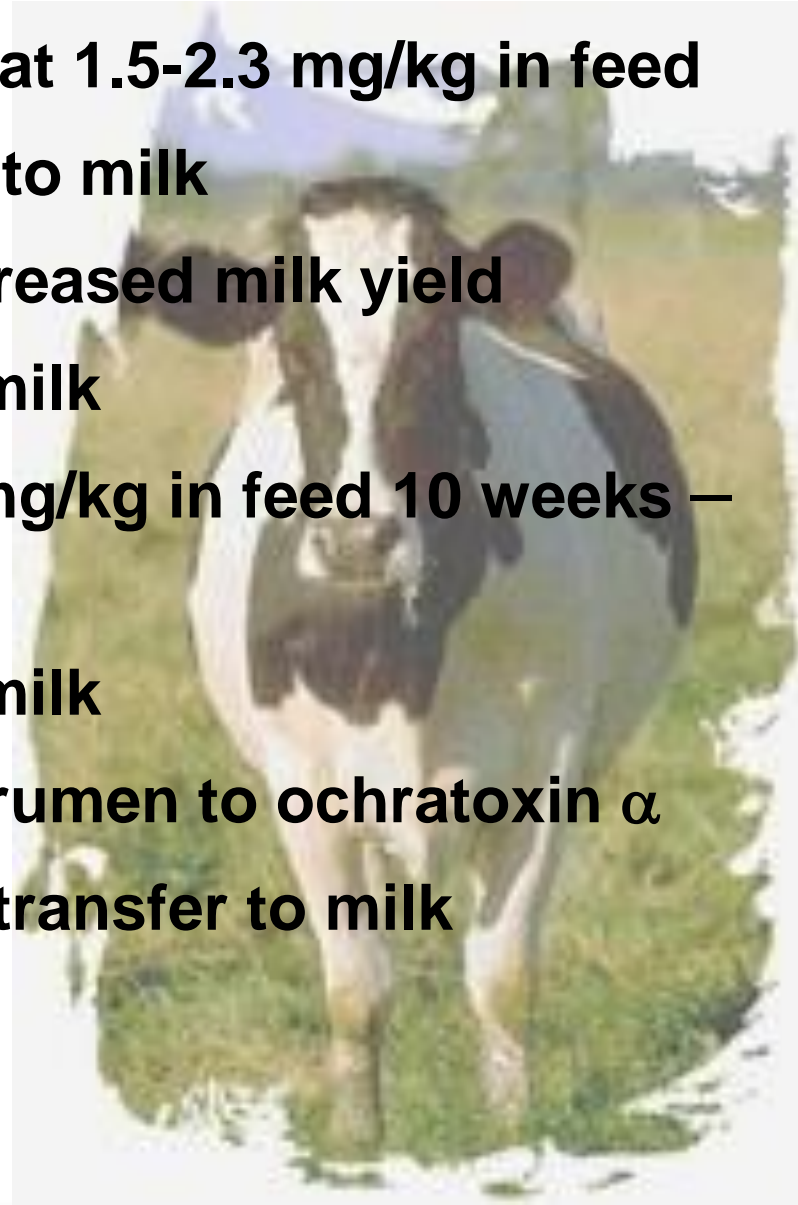 at 1.5-2.3 mg/kg in feed
to milk
reased milk yield
milk
mg/kg in feed 10 weeks –
milk
rumen to ochratoxin α
transfer to milk